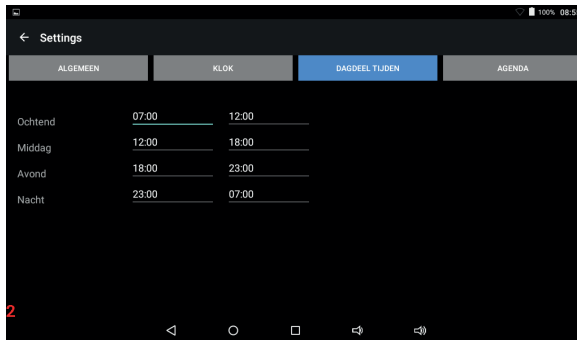 100% 08:5
Settings
ALGEMEEN KLOK DAGDEEL TIJDEN AGENDA
Ochtend 07:00 12:00
Middag 12:00 18:00
Avond 18:00 23:00
Nacht 23:00 07:00
2